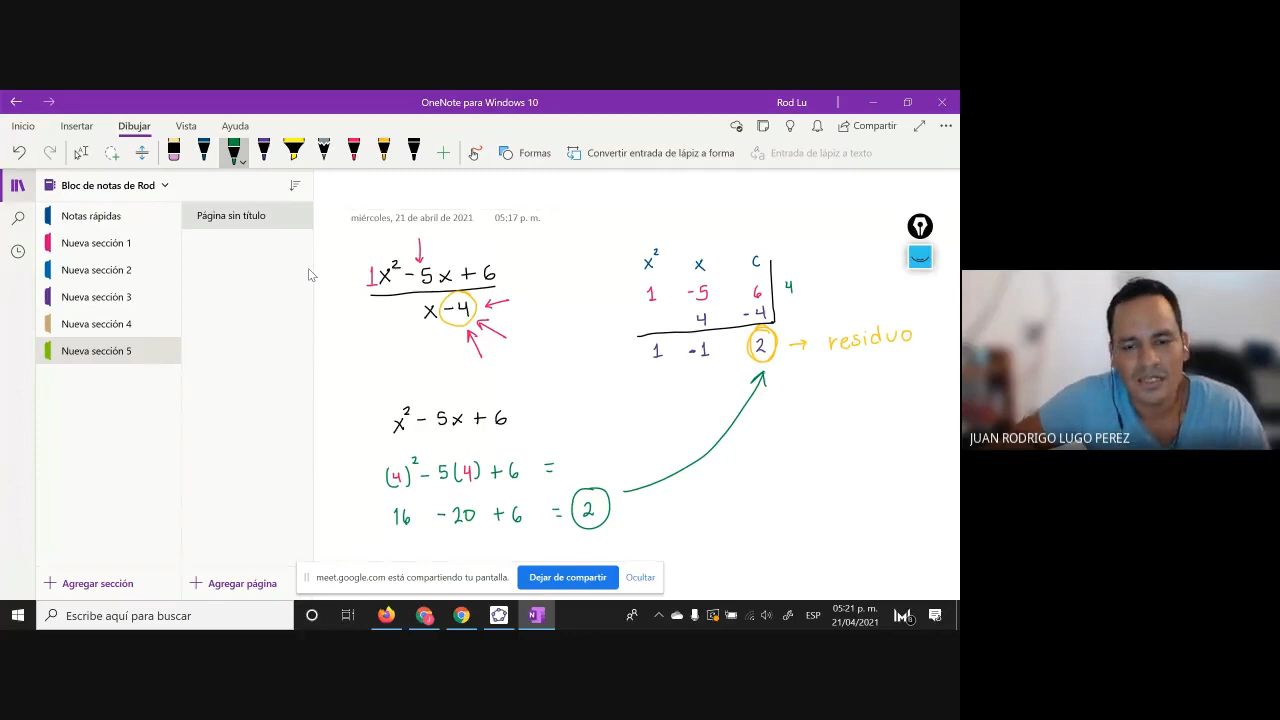 OneNote para Windows 10
Rod Lu
Inicio Insertar Dibujar Vista Ayuda
Compartir
Formas
Convertir entrada de lápiz a forma
Entrada de lápiz a texto
Bloc de notas de Rod
Notas rápidas
Nueva sección 1
Nueva sección 2
Nueva sección 3
Nueva sección 4
Nueva sección 5
Agregar sección
Página sin título
Agregar página
miércoles, 21 de abril de 2021 05:17 p. m.
1x² - 5x + 6
x - 4
x² x c
1 -5 6 4
4 -4
1 -1 2 → residuo
x² - 5x + 6
(4)² - 5(4) + 6 =
16 - 20 + 6 = 2
meet.google.com está compartiendo tu pantalla. Dejar de compartir Ocultar
JUAN RODRIGO LUGO PEREZ
Escribe aquí para buscar
ESP
05:21 p. m.
21/04/2021